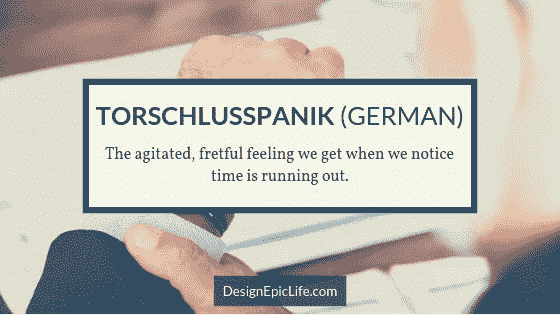 TORSCHLUSSPANIK (GERMAN)
The agitated, fretful feeling we get when we notice
time is running out.
DesignEpicLife.com